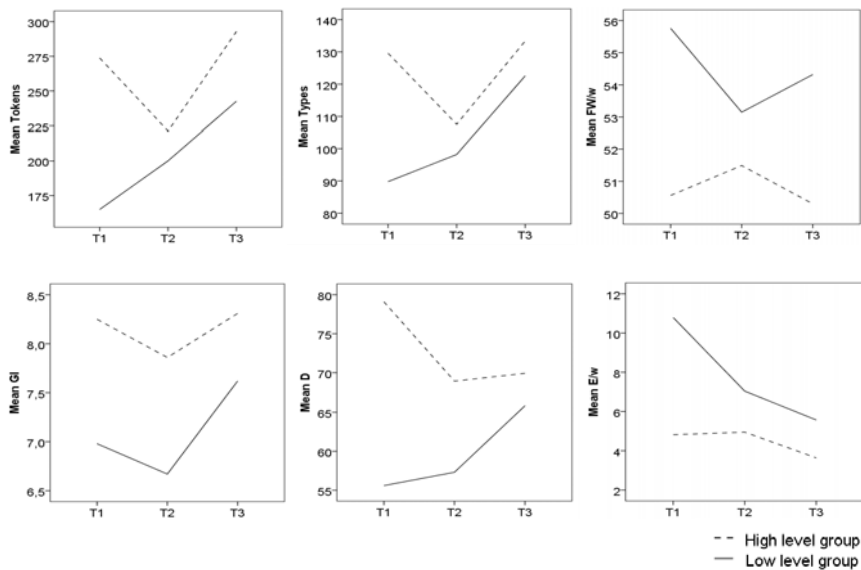 Mean Tokens
300
275
250
225
200
175
T1 T2 T3
Mean Types
140
130
120
110
100
90
80
T1 T2 T3
Mean FW/w
56
55
54
53
52
51
50
T1 T2 T3
Mean GI
8,5
8,0
7,5
7,0
6,5
T1 T2 T3
Mean D
80
75
70
65
60
55
T1 T2 T3
Mean E/w
12
10
8
6
4
2
T1 T2 T3
High level group
Low level group